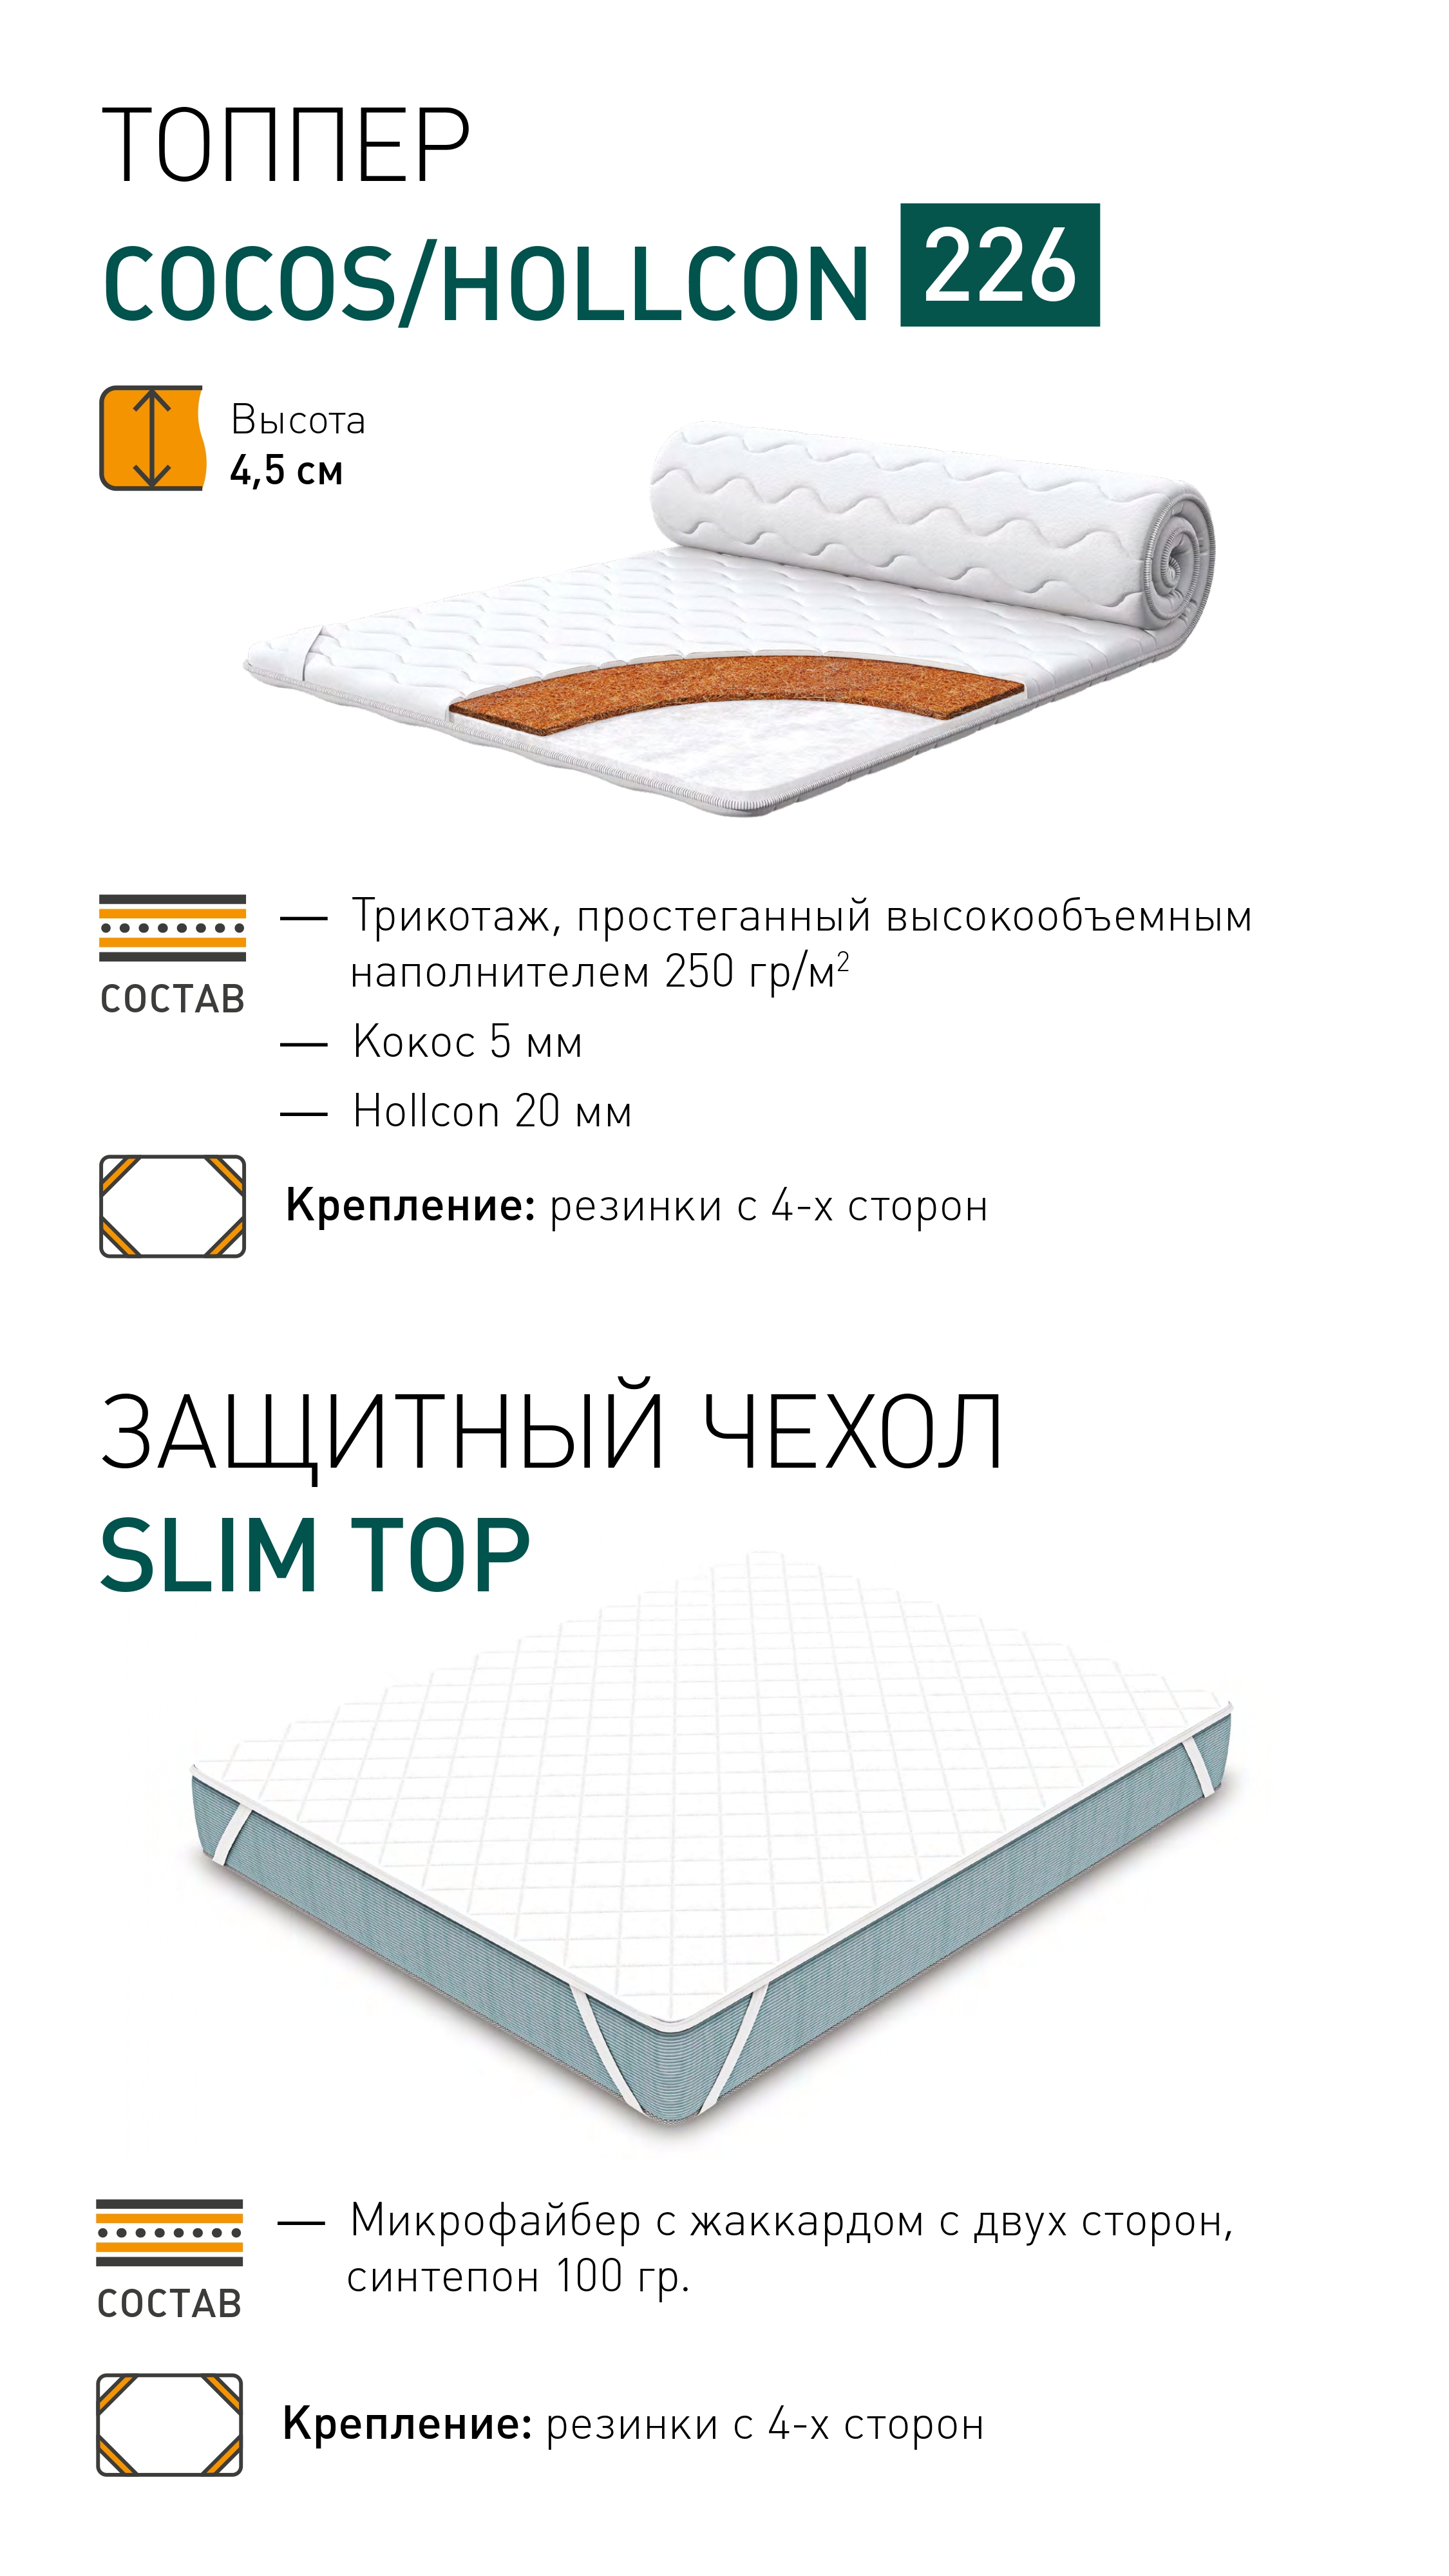 ТОППЕР
COCOS/HOLLCON 226
Высота
4,5 см
— Трикотаж, простеганный высокообъемным
наполнителем 250 гр/м²
СОСТАВ
— Кокос 5 мм
— Hollcon 20 мм
Крепление: резинки с 4-х сторон
ЗАЩИТНЫЙ ЧЕХОЛ
SLIM TOP
— Микрофайбер с жаккардом с двух сторон,
синтепон 100 гр.
СОСТАВ
Крепление: резинки с 4-х сторон